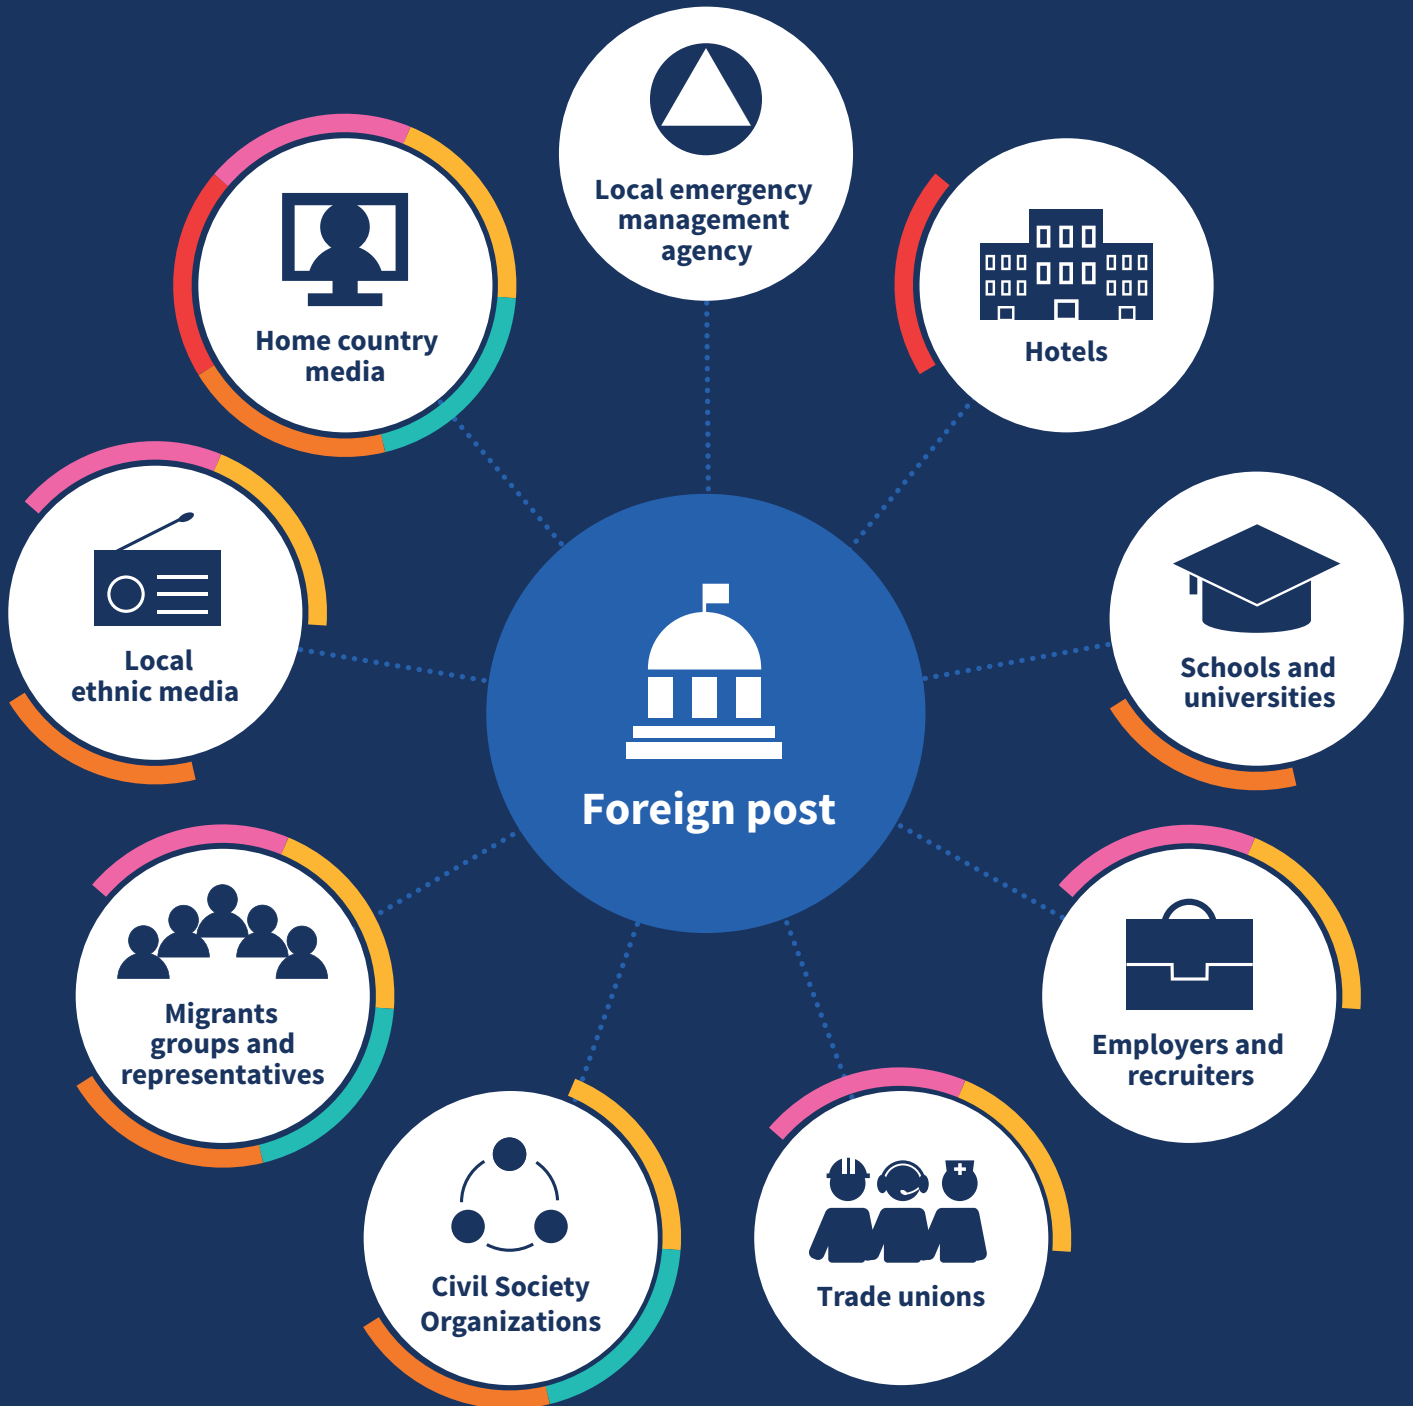 Local emergency
management
agency
Hotels
Schools and
universities
Employers and
recruiters
Trade unions
Civil Society
Organizations
Migrants
groups and
representatives
Local
ethnic media
Home country
media
Foreign post